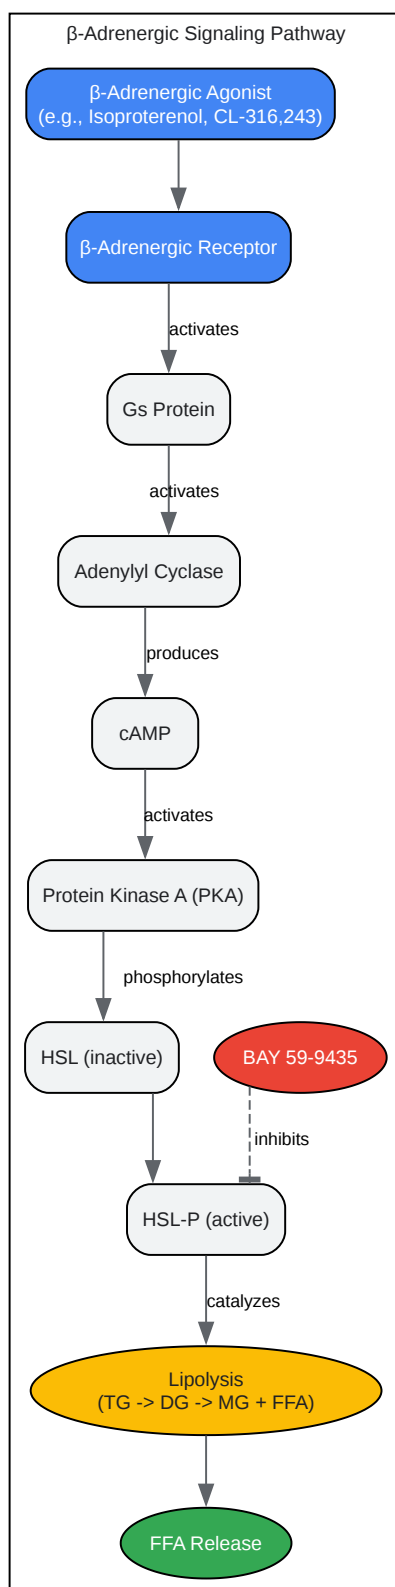 β-Adrenergic Signaling Pathway
β-Adrenergic Agonist
(e.g., Isoproterenol, CL-316,243)
β-Adrenergic Receptor
activates
Gs Protein
activates
Adenylyl Cyclase
produces
cAMP
activates
Protein Kinase A (PKA)
phosphorylates
HSL (inactive)
BAY 59-9435
inhibits
HSL-P (active)
catalyzes
Lipolysis
(TG -> DG -> MG + FFA)
FFA Release